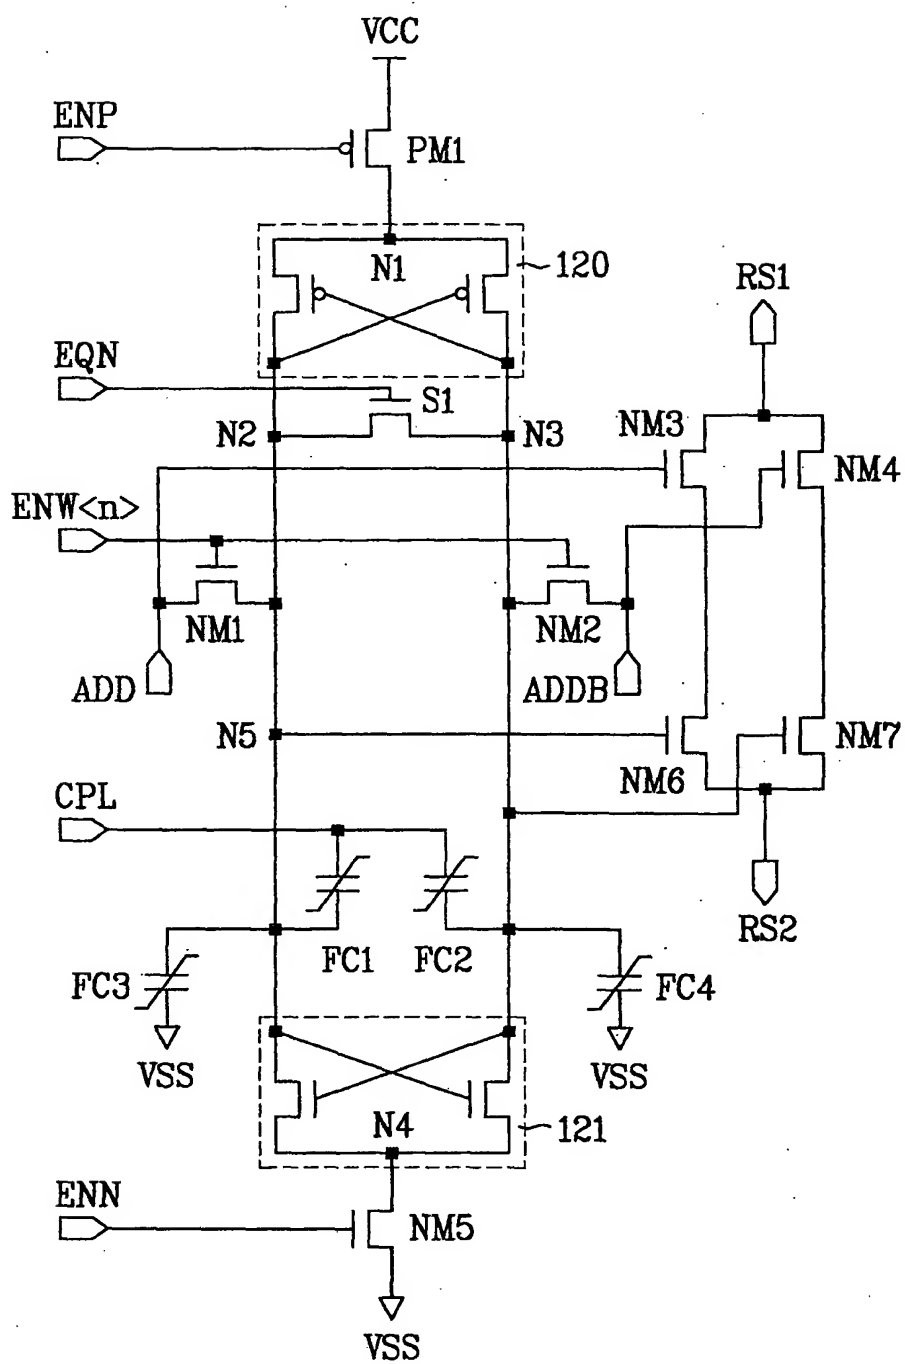 VCC
ENP
PM1
N1
120
RS1
EQN
S1
N2
N3
NM3
NM4
ENW<n>
NM1
NM2
ADD
ADDB
N5
NM6
NM7
CPL
FC1
FC2
RS2
FC3
FC4
VSS
VSS
N4
121
ENN
NM5
VSS